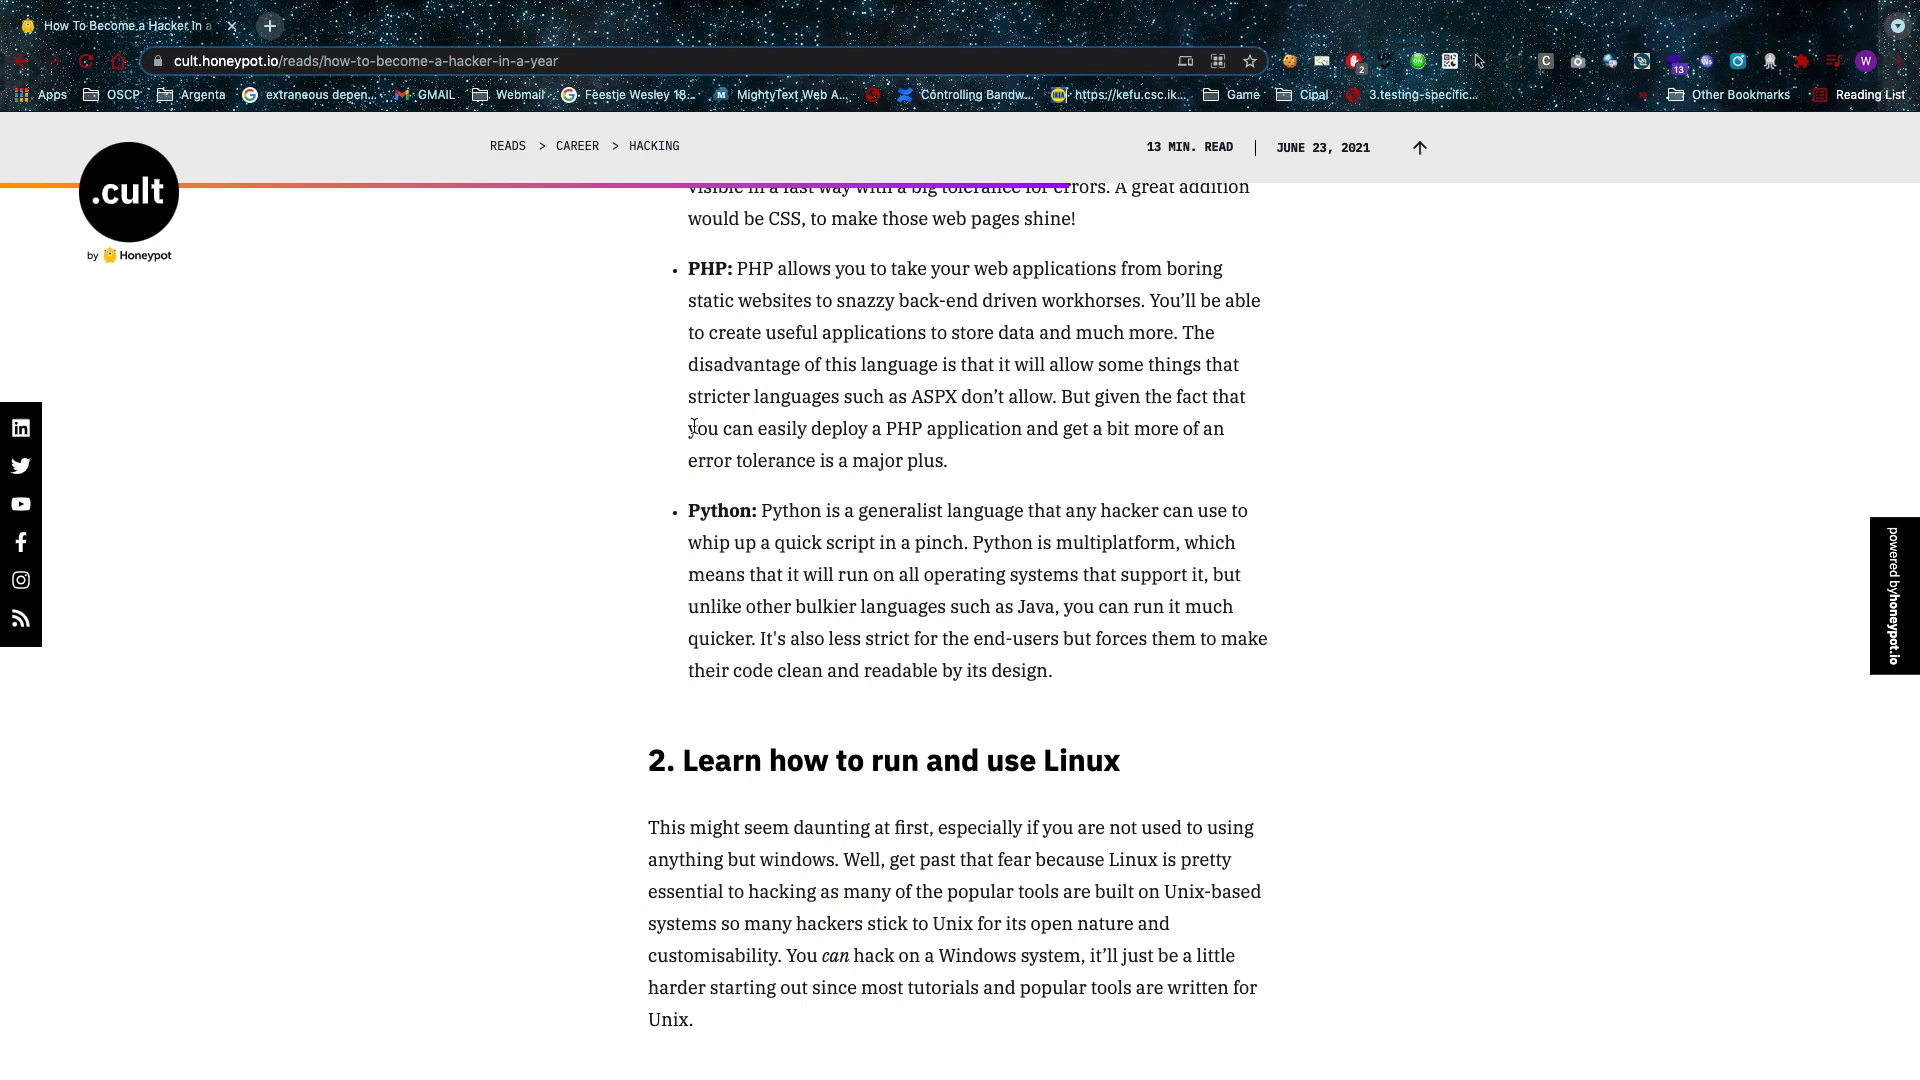 How To Become a Hacker In a
cult.honeypot.io/reads/how-to-become-a-hacker-in-a-year
2
ON
C
13
W
Apps
OSCP
Argenta
extraneous depen...
GMAIL
Webmail
Feestje Wesley 18:...
MightyText Web A...
Controlling Bandw...
https://kefu.csc.ik...
Game
Cipal
3.testing-specific...
Other Bookmarks
Reading List
READS > CAREER > HACKING
13 MIN. READ | JUNE 23, 2021
.cult
by Honeypot
visible in a fast way with a big tolerance for errors. A great addition
would be CSS, to make those web pages shine!
• PHP: PHP allows you to take your web applications from boring
static websites to snazzy back-end driven workhorses. You’ll be able
to create useful applications to store data and much more. The
disadvantage of this language is that it will allow some things that
stricter languages such as ASPX don’t allow. But given the fact that
you can easily deploy a PHP application and get a bit more of an
error tolerance is a major plus.
• Python: Python is a generalist language that any hacker can use to
whip up a quick script in a pinch. Python is multiplatform, which
means that it will run on all operating systems that support it, but
unlike other bulkier languages such as Java, you can run it much
quicker. It's also less strict for the end-users but forces them to make
their code clean and readable by its design.
powered by honeypot.io
2. Learn how to run and use Linux
This might seem daunting at first, especially if you are not used to using
anything but windows. Well, get past that fear because Linux is pretty
essential to hacking as many of the popular tools are built on Unix-based
systems so many hackers stick to Unix for its open nature and
customisability. You can hack on a Windows system, it’ll just be a little
harder starting out since most tutorials and popular tools are written for
Unix.